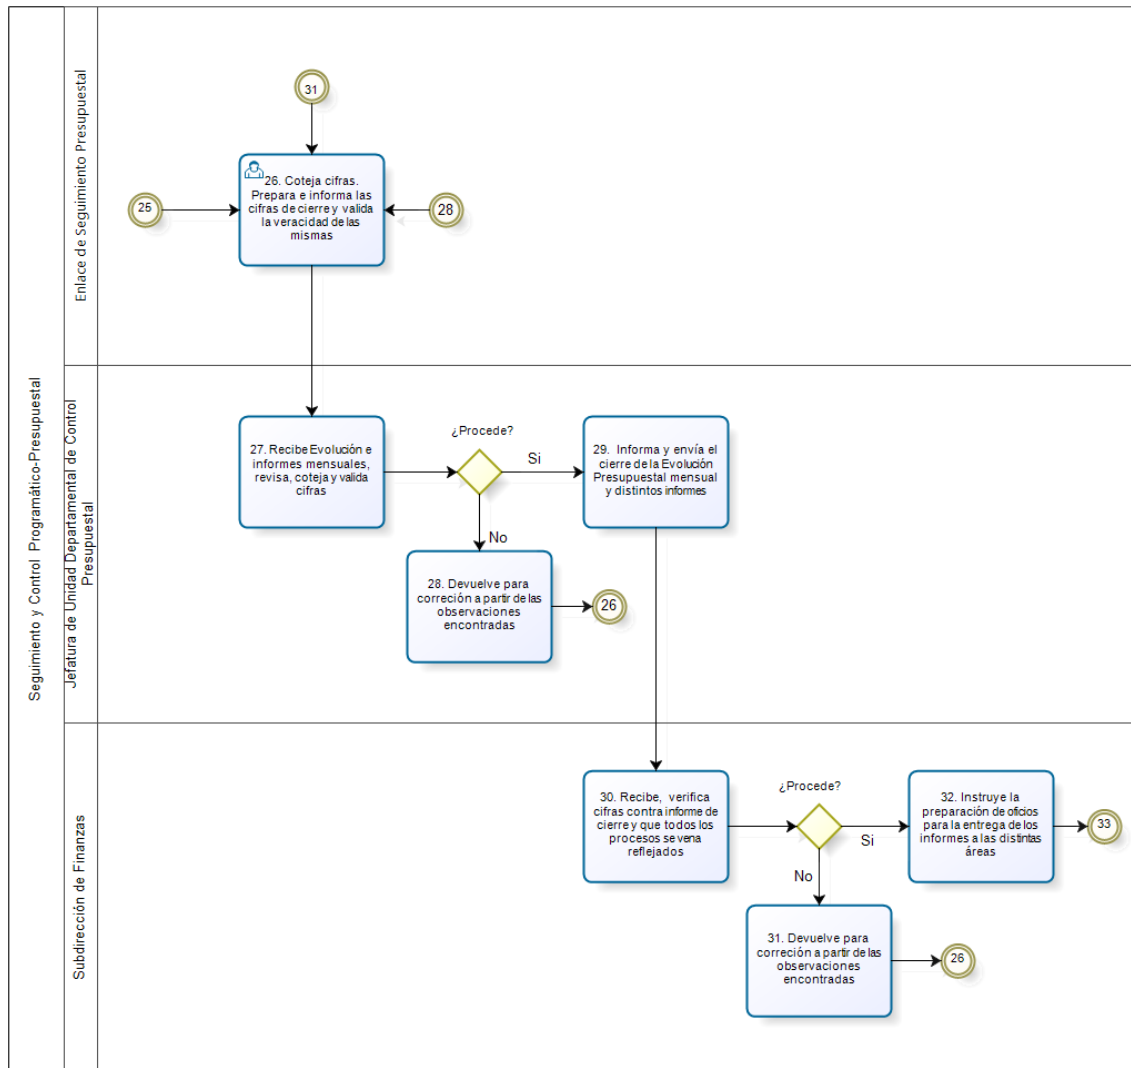 Seguimiento y Control Programático-Presupuestal
Enlace de Seguimiento Presupuestal
31
25
26. Coteja cifras.
Prepara e informa las
cifras de cierre y valida
la veracidad de las
mismas
28
Jefatura de Unidad Departamental de Control
Presupuestal
27. Recibe Evolución e
informes mensuales,
revisa, coteja y valida
cifras
¿Procede?
Si
No
29. Informa y envía el
cierre de la Evolución
Presupuestal mensual
y distintos informes
28. Devuelve para
correción a partir de las
observaciones
encontradas
26
Subdirección de Finanzas
30. Recibe, verifica
cifras contra informe de
cierre y que todos los
procesos se vena
reflejados
¿Procede?
Si
No
32. Instruye la
preparación de oficios
para la entrega de los
informes a las distintas
áreas
33
31. Devuelve para
correción a partir de las
observaciones
encontradas
26